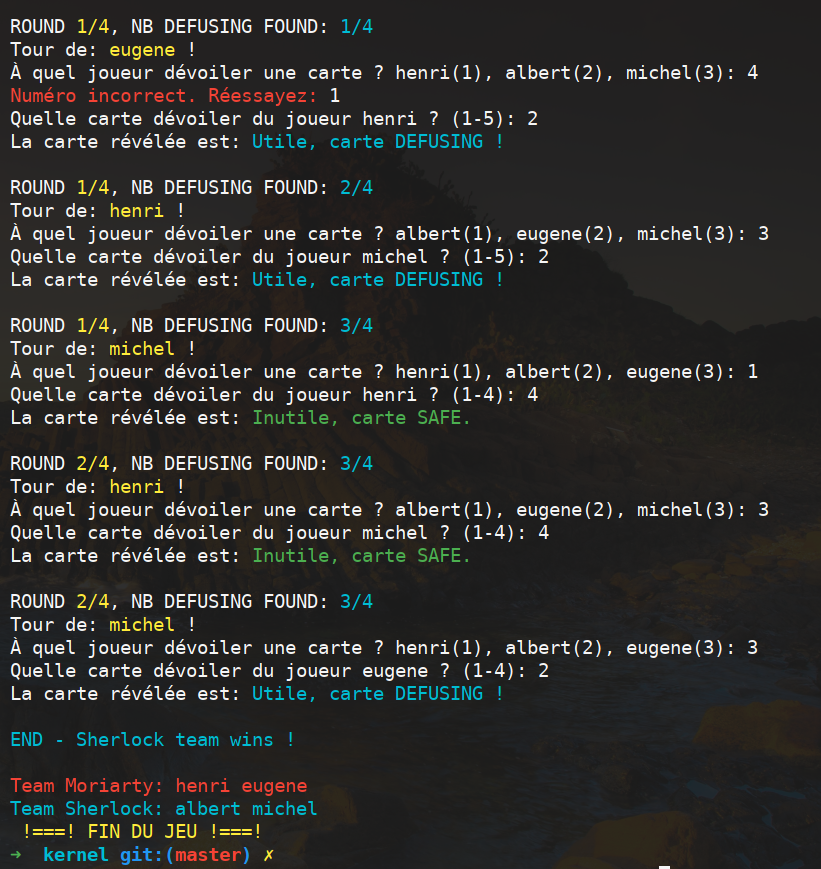 ROUND 1/4, NB DEFUSING FOUND: 1/4
Tour de: eugene !
À quel joueur dévoiler une carte ? henri(1), albert(2), michel(3): 4
Numéro incorrect. Réessayez: 1
Quelle carte dévoiler du joueur henri ? (1-5): 2
La carte révélée est: Utile, carte DEFUSING !
ROUND 1/4, NB DEFUSING FOUND: 2/4
Tour de: henri !
À quel joueur dévoiler une carte ? albert(1), eugene(2), michel(3): 3
Quelle carte dévoiler du joueur michel ? (1-5): 2
La carte révélée est: Utile, carte DEFUSING !
ROUND 1/4, NB DEFUSING FOUND: 3/4
Tour de: michel !
À quel joueur dévoiler une carte ? henri(1), albert(2), eugene(3): 1
Quelle carte dévoiler du joueur henri ? (1-4): 4
La carte révélée est: Inutile, carte SAFE.
ROUND 2/4, NB DEFUSING FOUND: 3/4
Tour de: henri !
À quel joueur dévoiler une carte ? albert(1), eugene(2), michel(3): 3
Quelle carte dévoiler du joueur michel ? (1-4): 4
La carte révélée est: Inutile, carte SAFE.
ROUND 2/4, NB DEFUSING FOUND: 3/4
Tour de: michel !
À quel joueur dévoiler une carte ? henri(1), albert(2), eugene(3): 3
Quelle carte dévoiler du joueur eugene ? (1-4): 2
La carte révélée est: Utile, carte DEFUSING !
END - Sherlock team wins !
Team Moriarty: henri eugene
Team Sherlock: albert michel
!===! FIN DU JEU !===!
➜ kernel git:(master) ✗